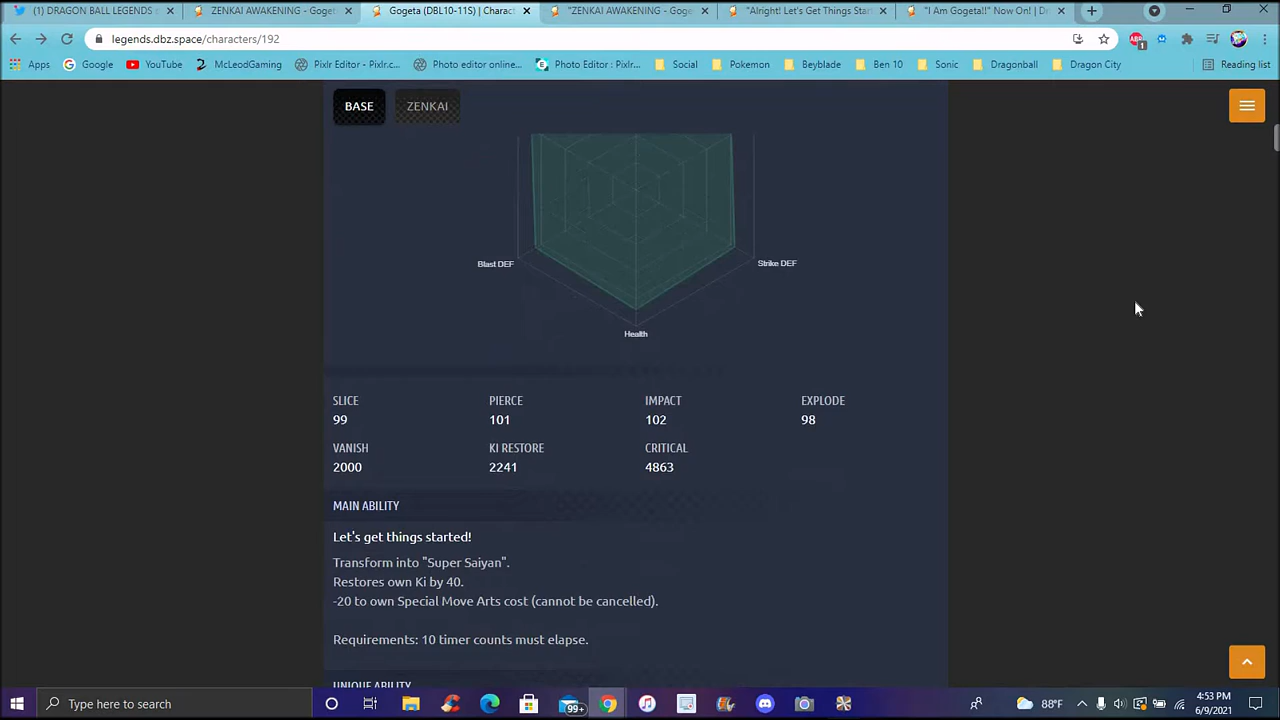 (1) DRAGON BALL LEGENDS
ZENKAI AWAKENING - Goget
Gogeta (DBL10-11S) | Charact
"ZENKAI AWAKENING - Goge
"Alright! Let's Get Things Star
"I Am Gogeta!!" Now On! | Dr
legends.dbz.space/characters/192
Apps
Google
YouTube
McLeodGaming
Pixlr Editor - Pixlr.c...
Photo editor online...
Photo Editor : Pixlr...
Social
Pokemon
Beyblade
Ben 10
Sonic
Dragonball
Dragon City
Reading list
BASE
ZENKAI
Blast DEF
Strike DEF
Health
SLICE
99
PIERCE
101
IMPACT
102
EXPLODE
98
VANISH
2000
KI RESTORE
2241
CRITICAL
4863
MAIN ABILITY
Let's get things started!
Transform into "Super Saiyan".
Restores own Ki by 40.
-20 to own Special Move Arts cost (cannot be cancelled).
Requirements: 10 timer counts must elapse.
UNIQUE ABILITY
Type here to search
99+
88°F
4:53 PM
6/9/2021